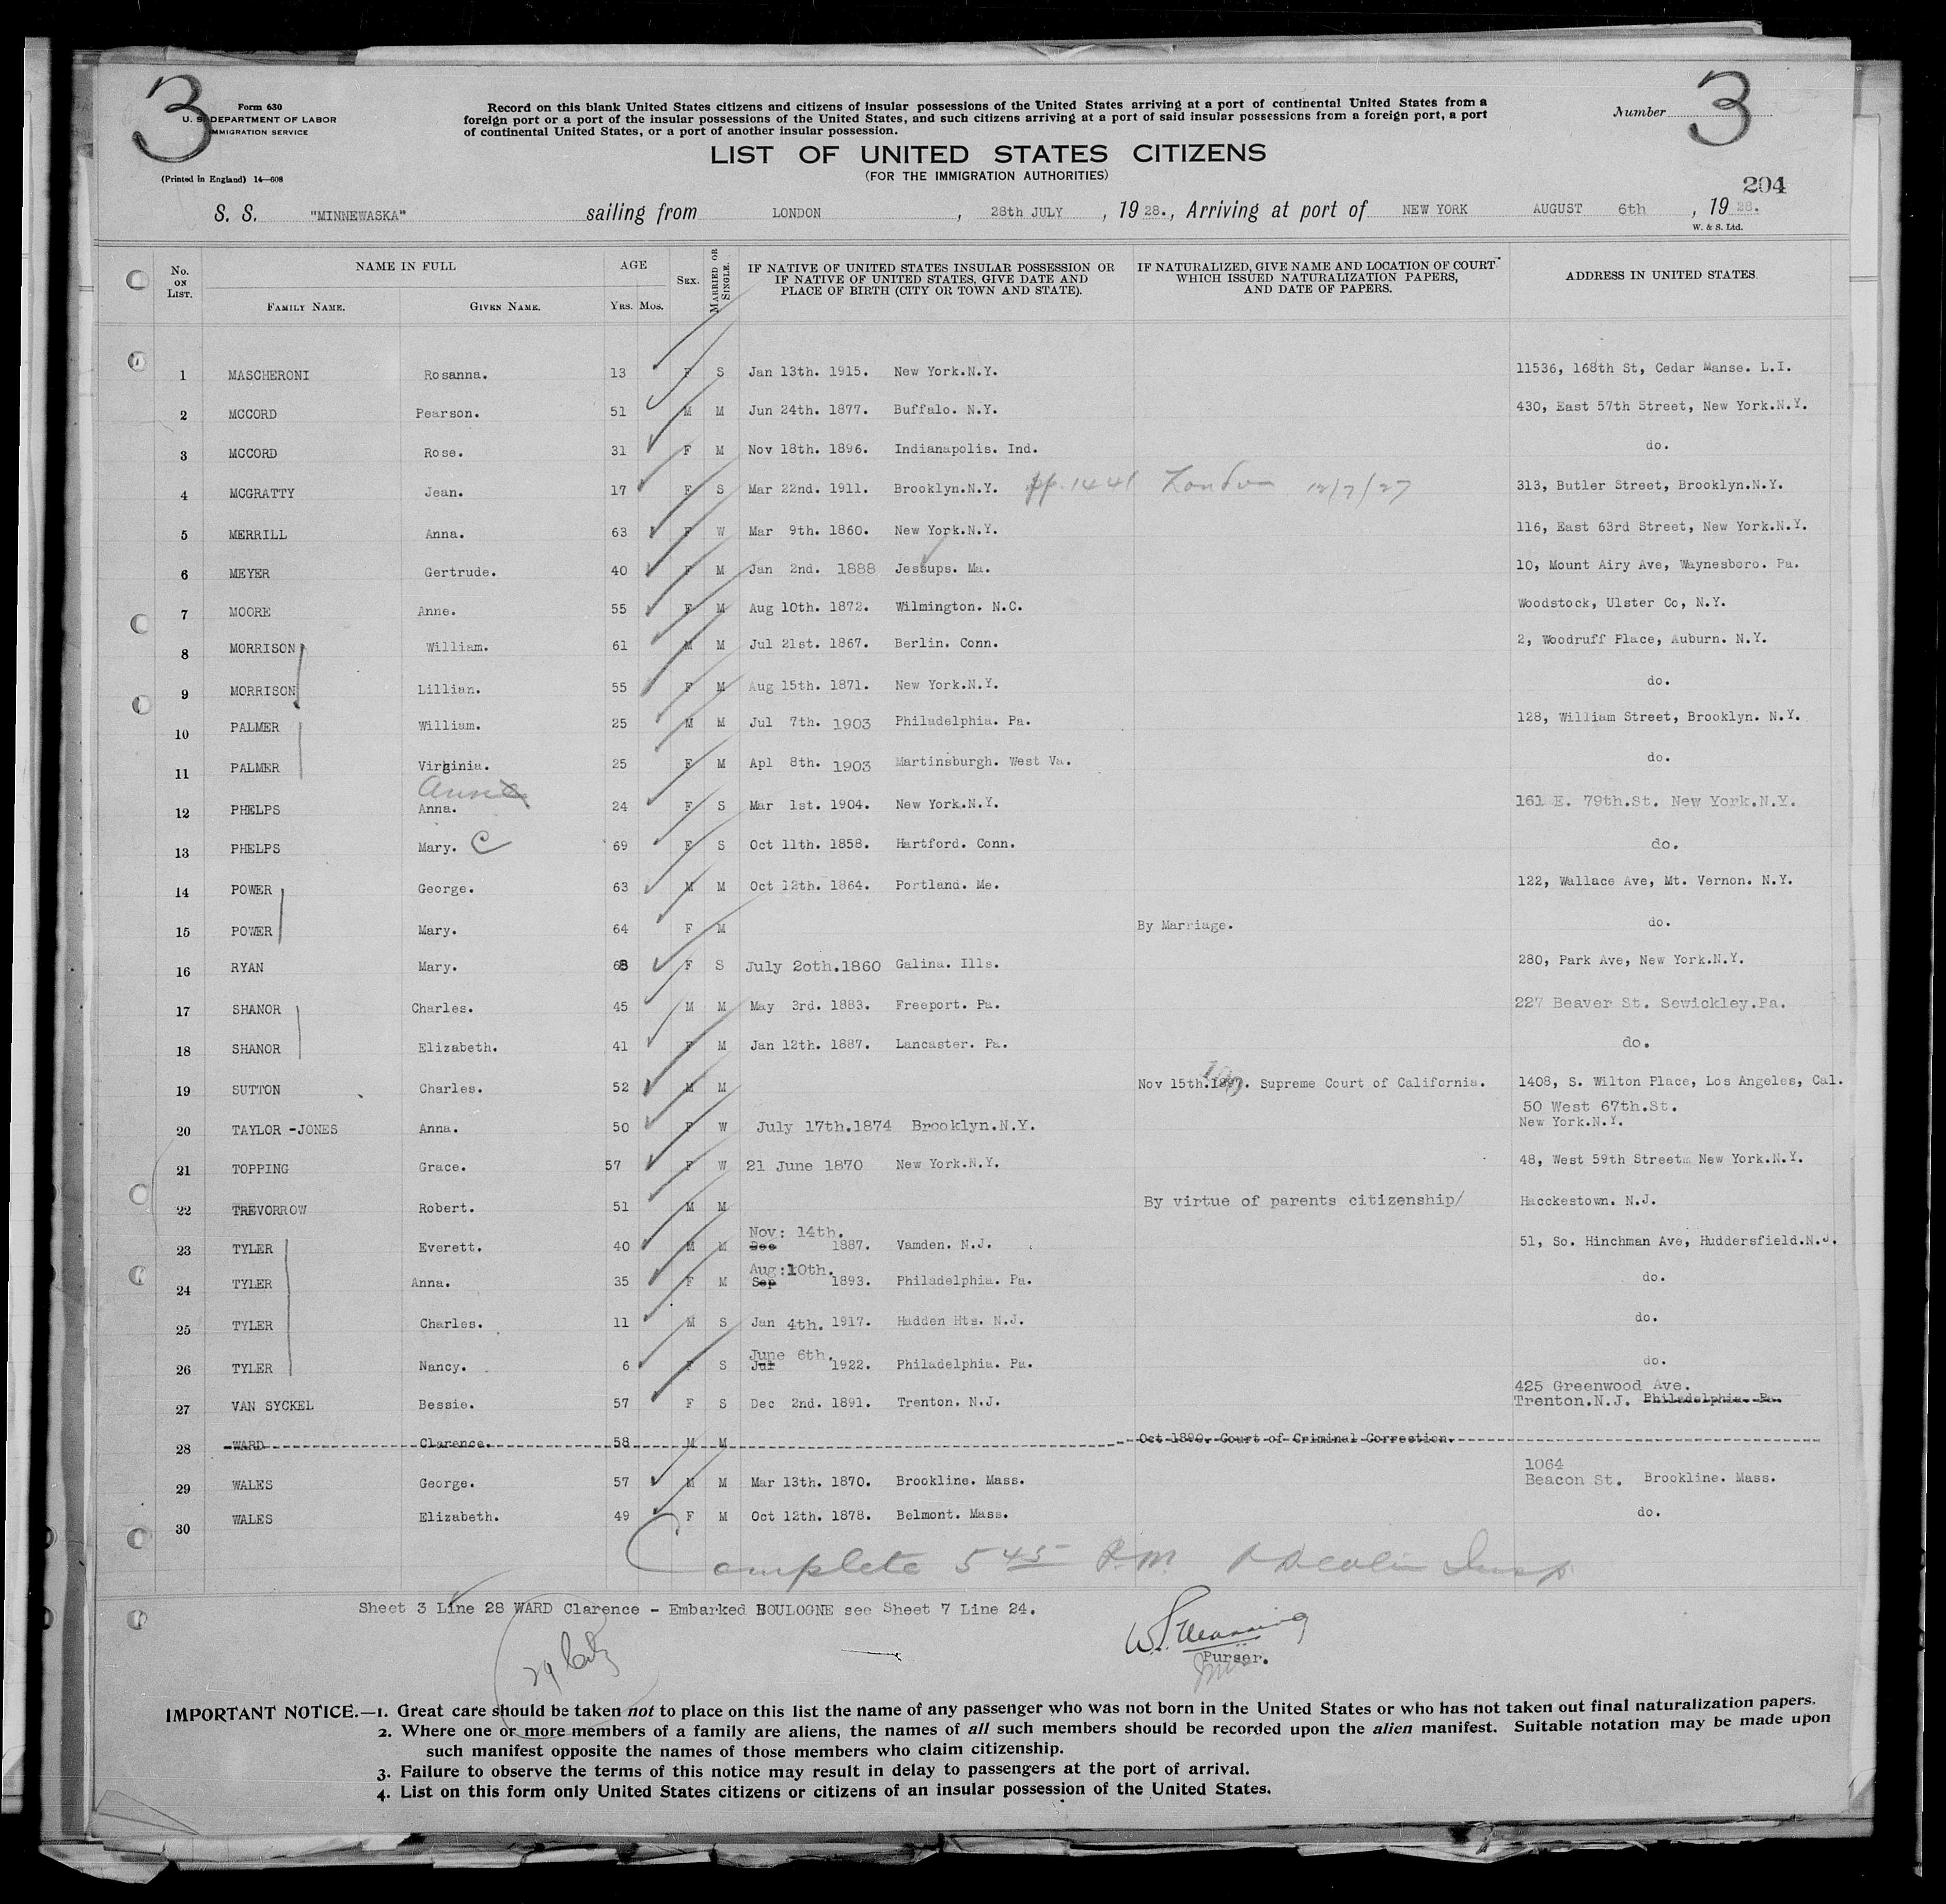 3
3
Form 630
U. S. DEPARTMENT OF LABOR
IMMIGRATION SERVICE
(Printed in England) 14—608
Record on this blank United States citizens and citizens of insular possessions of the United States arriving at a port of continental United States from a
foreign port or a port of the insular possessions of the United States, and such citizens arriving at a port of said insular possessions from a foreign port, a port
of continental United States, or a port of another insular possession.
Number
LIST OF UNITED STATES CITIZENS
(FOR THE IMMIGRATION AUTHORITIES)
204
S. S. "MINNEWASKA" sailing from LONDON, 28th JULY, 1928., Arriving at port of NEW YORK AUGUST 6th, 1928.
W. & S. Ltd.
No. ON LIST. NAME IN FULL AGE SEX. MARRIED OR SINGLE. IF NATIVE OF UNITED STATES INSULAR POSSESSION OR IF NATIVE OF UNITED STATES, GIVE DATE AND PLACE OF BIRTH (CITY OR TOWN AND STATE). IF NATURALIZED, GIVE NAME AND LOCATION OF COURT WHICH ISSUED NATURALIZATION PAPERS, AND DATE OF PAPERS. ADDRESS IN UNITED STATES
FAMILY NAME. GIVEN NAME. YRS. MOS.
1 MASCHERONI Rosanna. 13 F S Jan 13th. 1915. New York.N.Y. 11536, 168th St, Cedar Manse. L.I.
2 MCCORD Pearson. 51 M M Jun 24th. 1877. Buffalo. N.Y. 430, East 57th Street, New York.N.Y.
3 MCCORD Rose. 31 F M Nov 18th. 1896. Indianapolis. Ind. do.
4 MCGRATTY Jean. 17 F S Mar 22nd. 1911. Brooklyn.N.Y. pp. 1441 London 12/7/27 313, Butler Street, Brooklyn.N.Y.
5 MERRILL Anna. 63 F W Mar 9th. 1860. New York.N.Y. 116, East 63rd Street, New York.N.Y.
6 MEYER Gertrude. 40 F M Jan 2nd. 1888 Jessups. Ma. 10, Mount Airy Ave, Waynesboro. Pa.
7 MOORE Anne. 55 F M Aug 10th. 1872. Wilmington. N.C. Woodstock, Ulster Co, N.Y.
8 MORRISON William. 61 M M Jul 21st. 1867. Berlin. Conn. 2, Woodruff Place, Auburn. N.Y.
9 MORRISON Lillian. 55 F M Aug 15th. 1871. New York.N.Y. do.
10 PALMER William. 25 M M Jul 7th. 1903 Philadelphia. Pa. 128, William Street, Brooklyn. N.Y.
11 PALMER Virginia. 25 F M Apl 8th. 1903 Martinsburgh. West Va. do.
Anne
12 PHELPS Anna. 24 F S Mar 1st. 1904. New York.N.Y. 161 E. 79th.St. New York.N.Y.
13 PHELPS Mary. C 69 F S Oct 11th. 1858. Hartford. Conn. do.
14 POWER George. 63 M M Oct 12th. 1864. Portland. Me. 122, Wallace Ave, Mt. Vernon. N.Y.
15 POWER Mary. 64 F M By Marriage. do.
16 RYAN Mary. 68 F S July 2oth.1860 Galina. Ills. 280, Park Ave, New York.N.Y.
17 SHANOR Charles. 45 M M May 3rd. 1883. Freeport. Pa. 227 Beaver St. Sewickley.Pa.
18 SHANOR Elizabeth. 41 F M Jan 12th. 1887. Lancaster. Pa. do.
19 SUTTON Charles. 52 M M Nov 15th. Supreme Court of California. 1408, S. Wilton Place, Los Angeles, Cal.
50 West 67th.St.
20 TAYLOR -JONES Anna. 50 F W July 17th.1874 Brooklyn.N.Y. New York.N.Y.
21 TOPPING Grace. 57 F W 21 June 1870 New York.N.Y. 48, West 59th Street New York.N.Y.
22 TREVORROW Robert. 51 M M By virtue of parents citizenship/ Hacckestown. N.J.
Nov: 14th.
23 TYLER Everett. 40 M M Dec 1887. Vamden. N.J. 51, So. Hinchman Ave, Huddersfield.N.J.
Aug:10th.
24 TYLER Anna. 35 F M Sep 1893. Philadelphia. Pa. do.
25 TYLER Charles. 11 M S Jan 4th. 1917. Hadden Hts. N.J. do.
June 6th.
26 TYLER Nancy. 6 F S Jul 1922. Philadelphia. Pa. do.
425 Greenwood Ave.
27 VAN SYCKEL Bessie. 57 F S Dec 2nd. 1891. Trenton. N.J. Trenton.N.J. Philadelphia. Pa.
28 WARD Clarence. 58 M M Oct 1890. Court of Criminal Correction.
1064
29 WALES George. 57 M M Mar 13th. 1870. Brookline. Mass. Beacon St. Brookline. Mass.
30 WALES Elizabeth. 49 F M Oct 12th. 1878. Belmont. Mass. do.
Complete 5 45 P.M. Insp
Sheet 3 Line 28 WARD Clarence - Embarked BOULOGNE see Sheet 7 Line 24.
Purser.
IMPORTANT NOTICE.—1. Great care should be taken not to place on this list the name of any passenger who was not born in the United States or who has not taken out final naturalization papers.
2. Where one or more members of a family are aliens, the names of all such members should be recorded upon the alien manifest. Suitable notation may be made upon
such manifest opposite the names of those members who claim citizenship.
3. Failure to observe the terms of this notice may result in delay to passengers at the port of arrival.
4. List on this form only United States citizens or citizens of an insular possession of the United States.